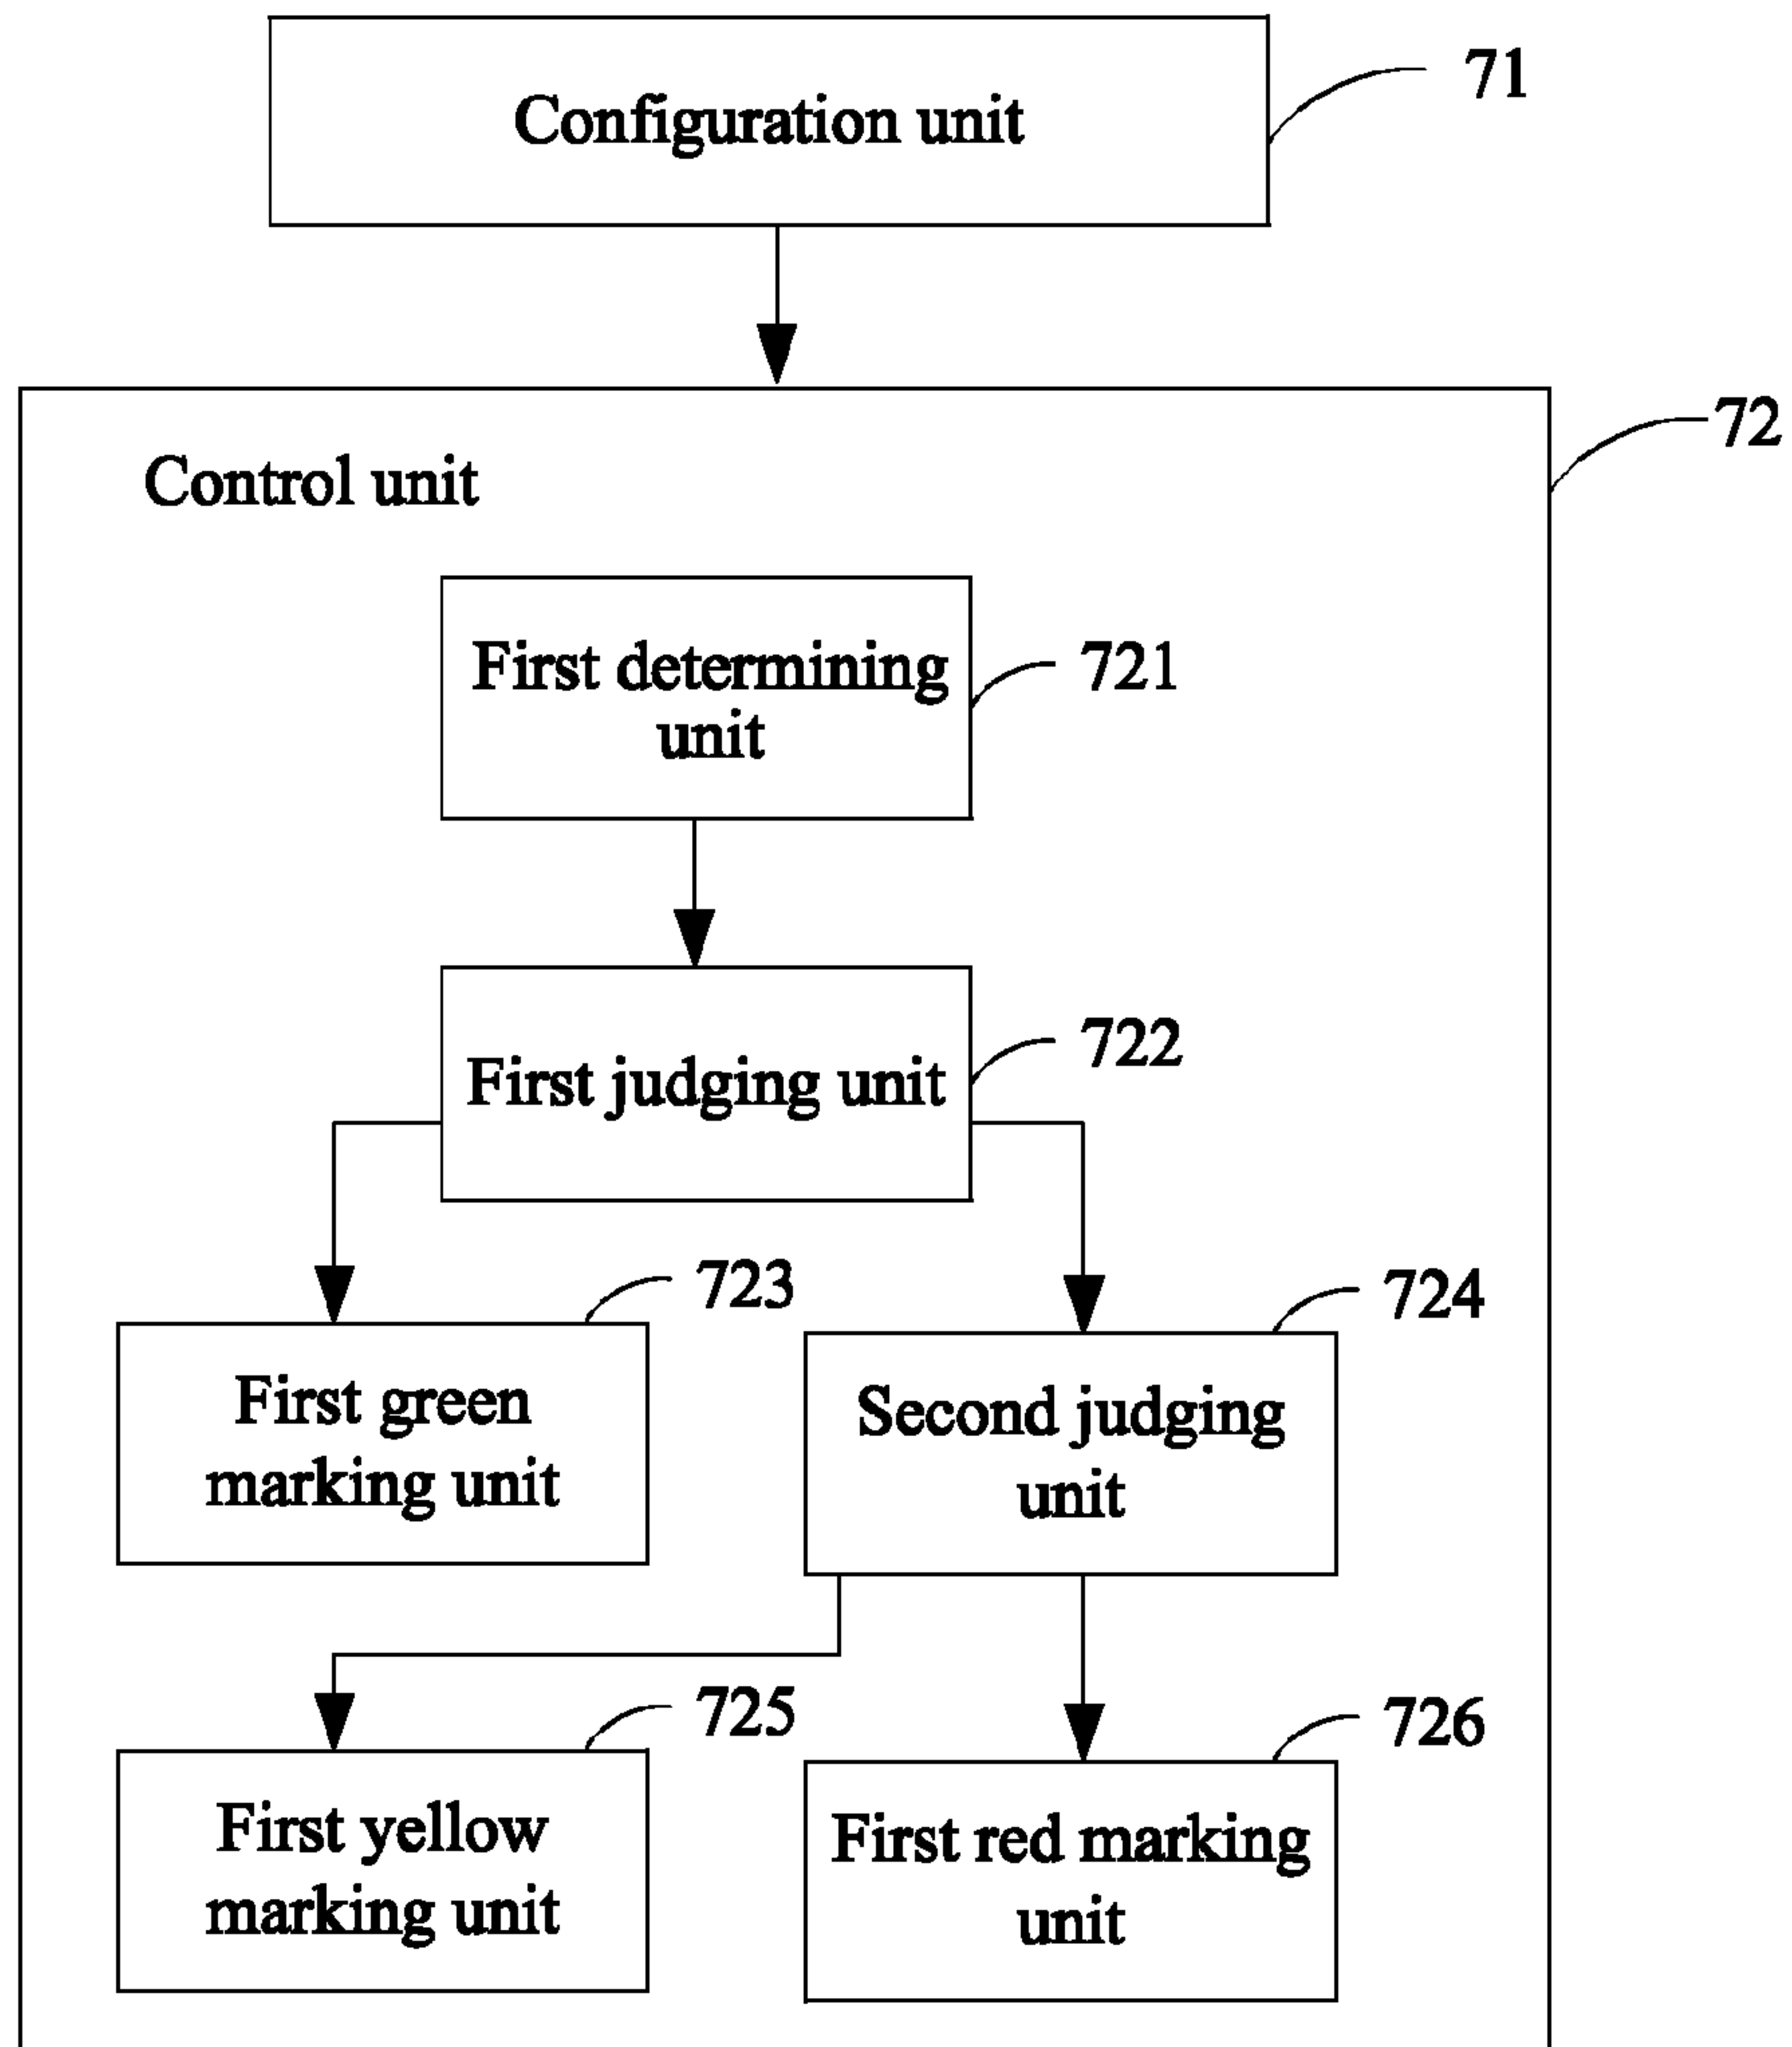 Configuration unit
71
72
Control unit
First determining
unit
721
First judging unit
722
723
724
First green
marking unit
Second judging
unit
725
726
First yellow
marking unit
First red marking
unit